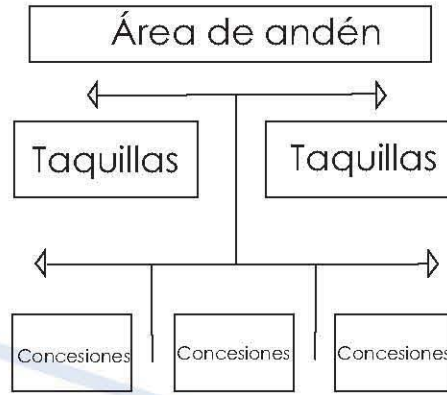 Área de andén
Taquillas
Taquillas
Concesiones
Concesiones
Concesiones